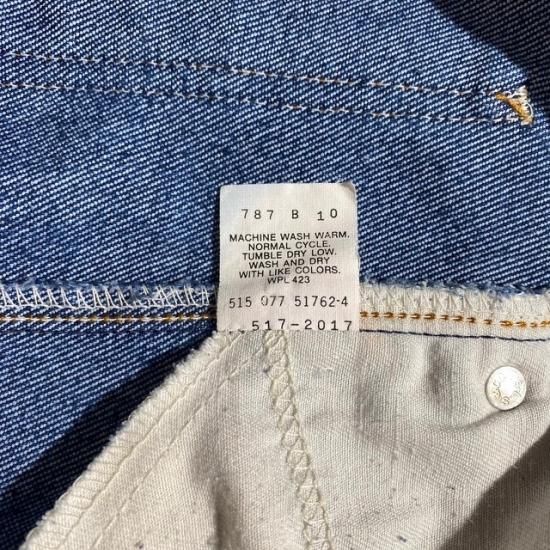 787 B 10
MACHINE WASH WARM.
NORMAL CYCLE.
TUMBLE DRY LOW.
WASH AND DRY
WITH LIKE COLORS.
WPL 423
515 077 51762-4
517-2017